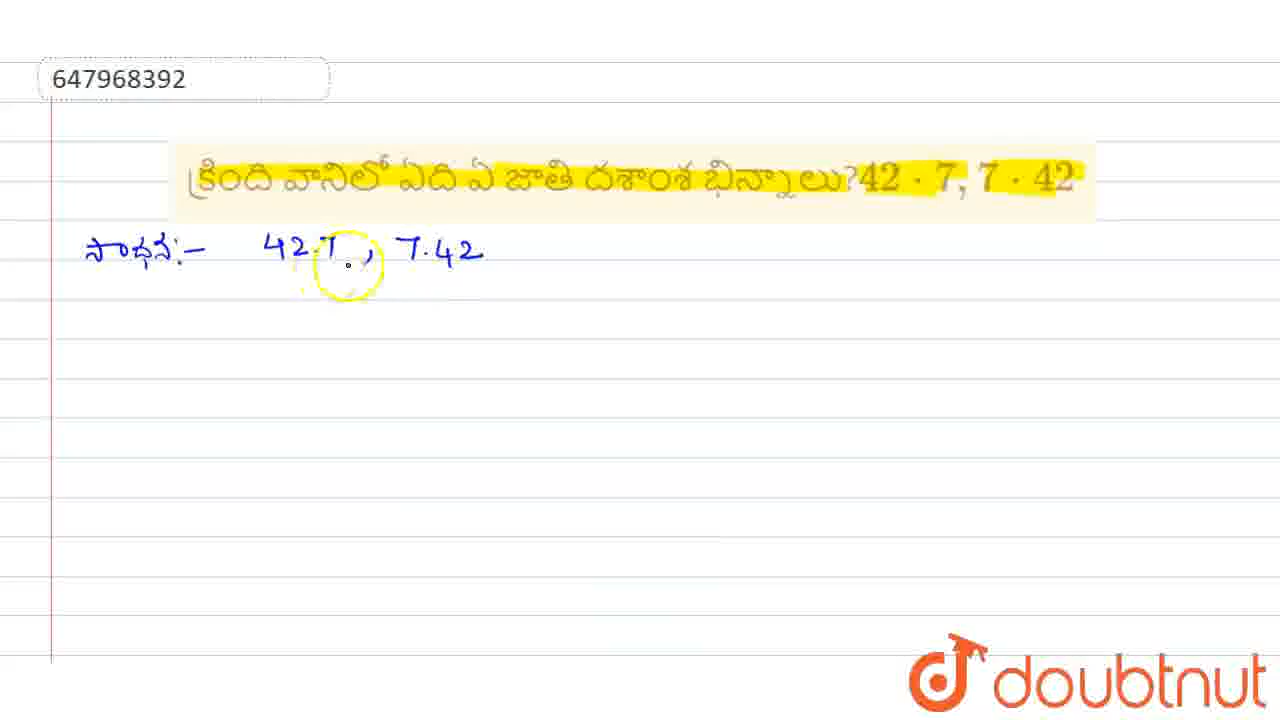 647968392
క్రింది వానిలో ఏది ఏ జాతి దశాంశ భిన్నాలు?42 · 7, 7 · 42
సాధన:- 42.7 , 7.42
doubtnut